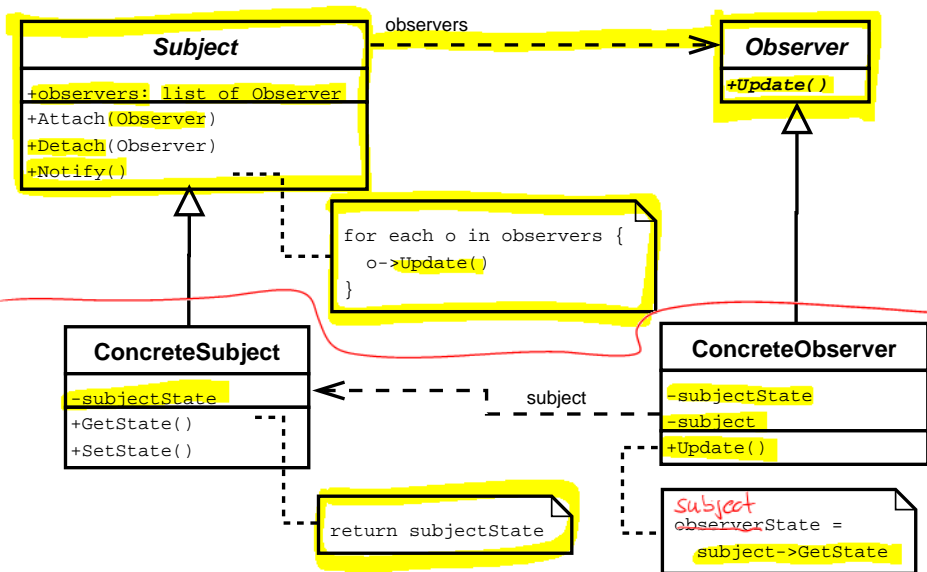 observers
Subject
+observers: list of Observer
+Attach(Observer)
+Detach(Observer)
+Notify()
Observer
+Update()
for each o in observers {
o->Update()
}
ConcreteSubject
-subjectState
+GetState()
+SetState()
subject
ConcreteObserver
-subjectState
-subject
+Update()
return subjectState
subject
observerState =
subject->GetState